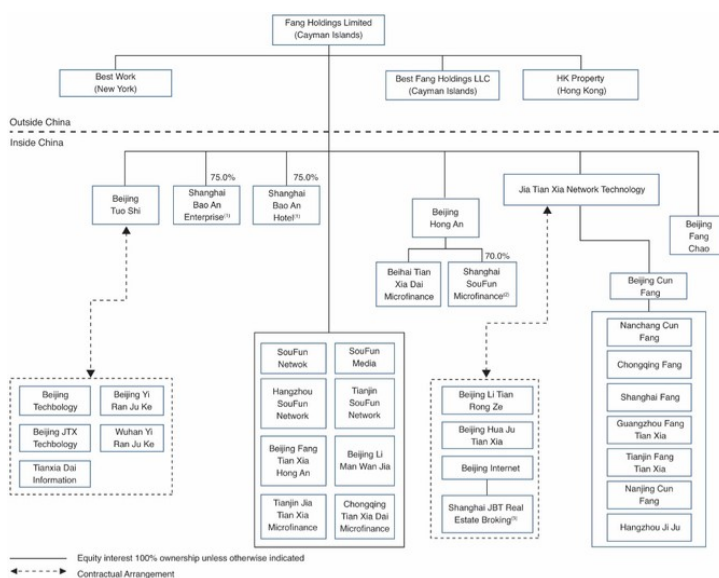 Fang Holdings Limited
(Cayman Islands)
Best Work
(New York)
Best Fang Holdings LLC
(Cayman Islands)
HK Property
(Hong Kong)
Outside China
Inside China
75.0%
75.0%
Beijing
Tuo Shi
Shanghai
Bao An
Enterprise(1)
Shanghai
Bao An
Hotel(1)
Beijing
Hong An
Jia Tian Xia Network Technology
Beijing
Fang
Chao
70.0%
Beihai Tian
Xia Dai
Microfinance
Shanghai
SouFun
Microfinance(2)
Beijing Cun
Fang
Nanchang Cun
Fang
Chongqing Fang
Shanghai Fang
Guangzhou Fang
Tian Xia
Tianjin Fang
Tian Xia
Nanjing Cun
Fang
Hangzhou Ji Ju
SouFun
Netwok
SouFun
Media
Hangzhou
SouFun
Network
Tianjin
SouFun
Network
Beijing Fang
Tian Xia
Hong An
Beijing Li
Man Wan Jia
Tianjin Jia
Tian Xia
Microfinance
Chongqing
Tian Xia Dai
Microfinance
Beijing
Techbology
Beijing Yi
Ran Ju Ke
Beijing JTX
Techbology
Wuhan Yi
Ran Ju Ke
Tianxia Dai
Information
Beijing Li Tian
Rong Ze
Beijing Hua Ju
Tian Xia
Beijing Internet
Shanghai JBT Real
Estate Broking(3)
Equity interest 100% ownership unless otherwise indicated
Contractual Arrangement